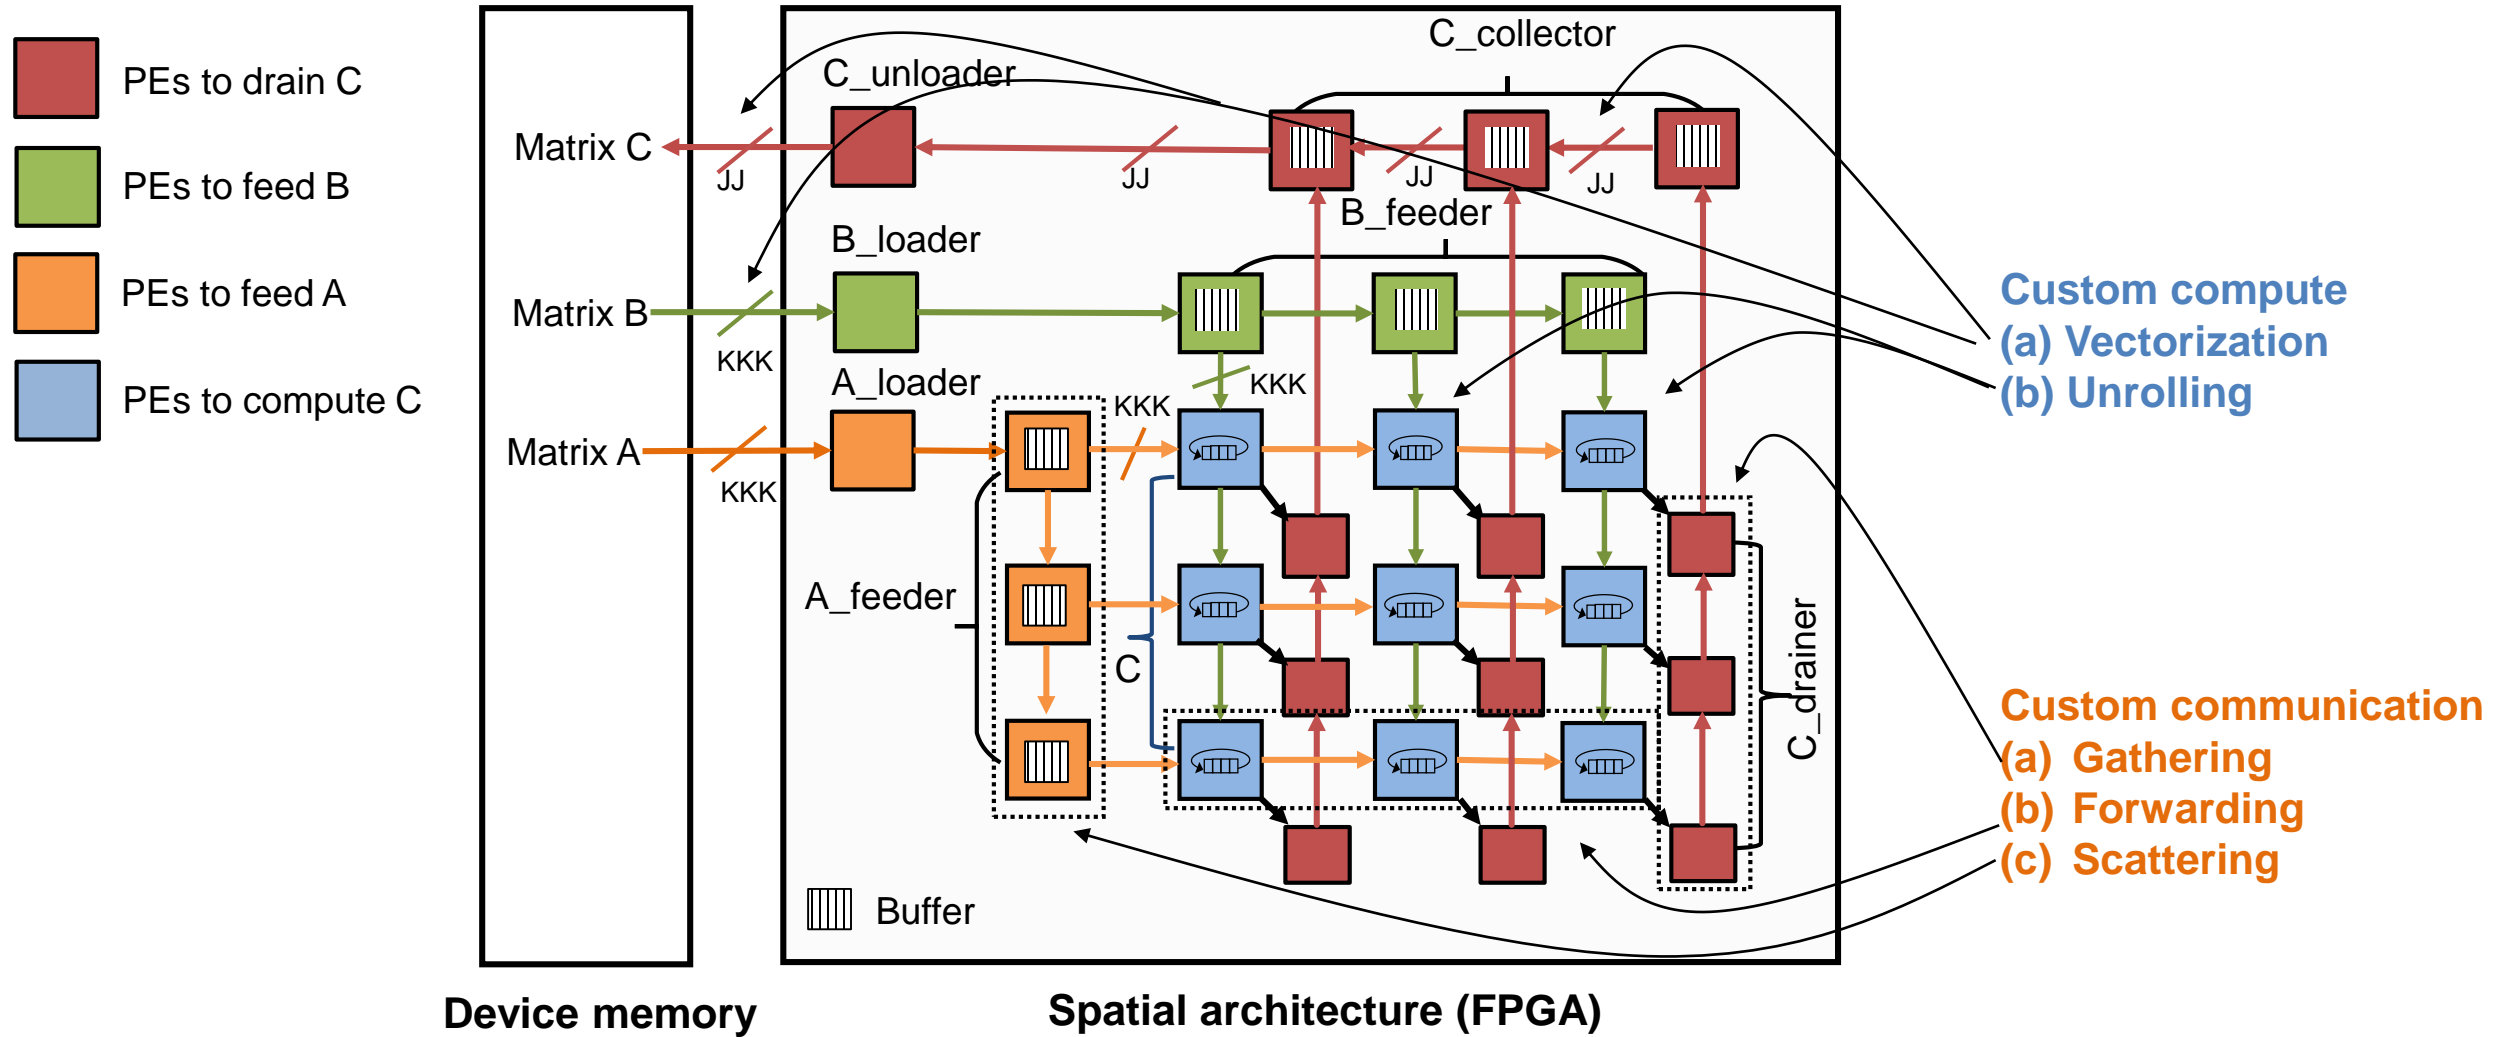 PEs to drain C
PEs to feed B
PEs to feed A
PEs to compute C
Matrix C
Matrix B
Matrix A
JJ
KKK
KKK
C_unloader
C_collector
JJ
JJ
JJ
B_loader
B_feeder
A_loader
KKK
KKK
A_feeder
C
C_drainer
Buffer
Custom compute
(a) Vectorization
(b) Unrolling
Custom communication
(a) Gathering
(b) Forwarding
(c) Scattering
Device memory
Spatial architecture (FPGA)